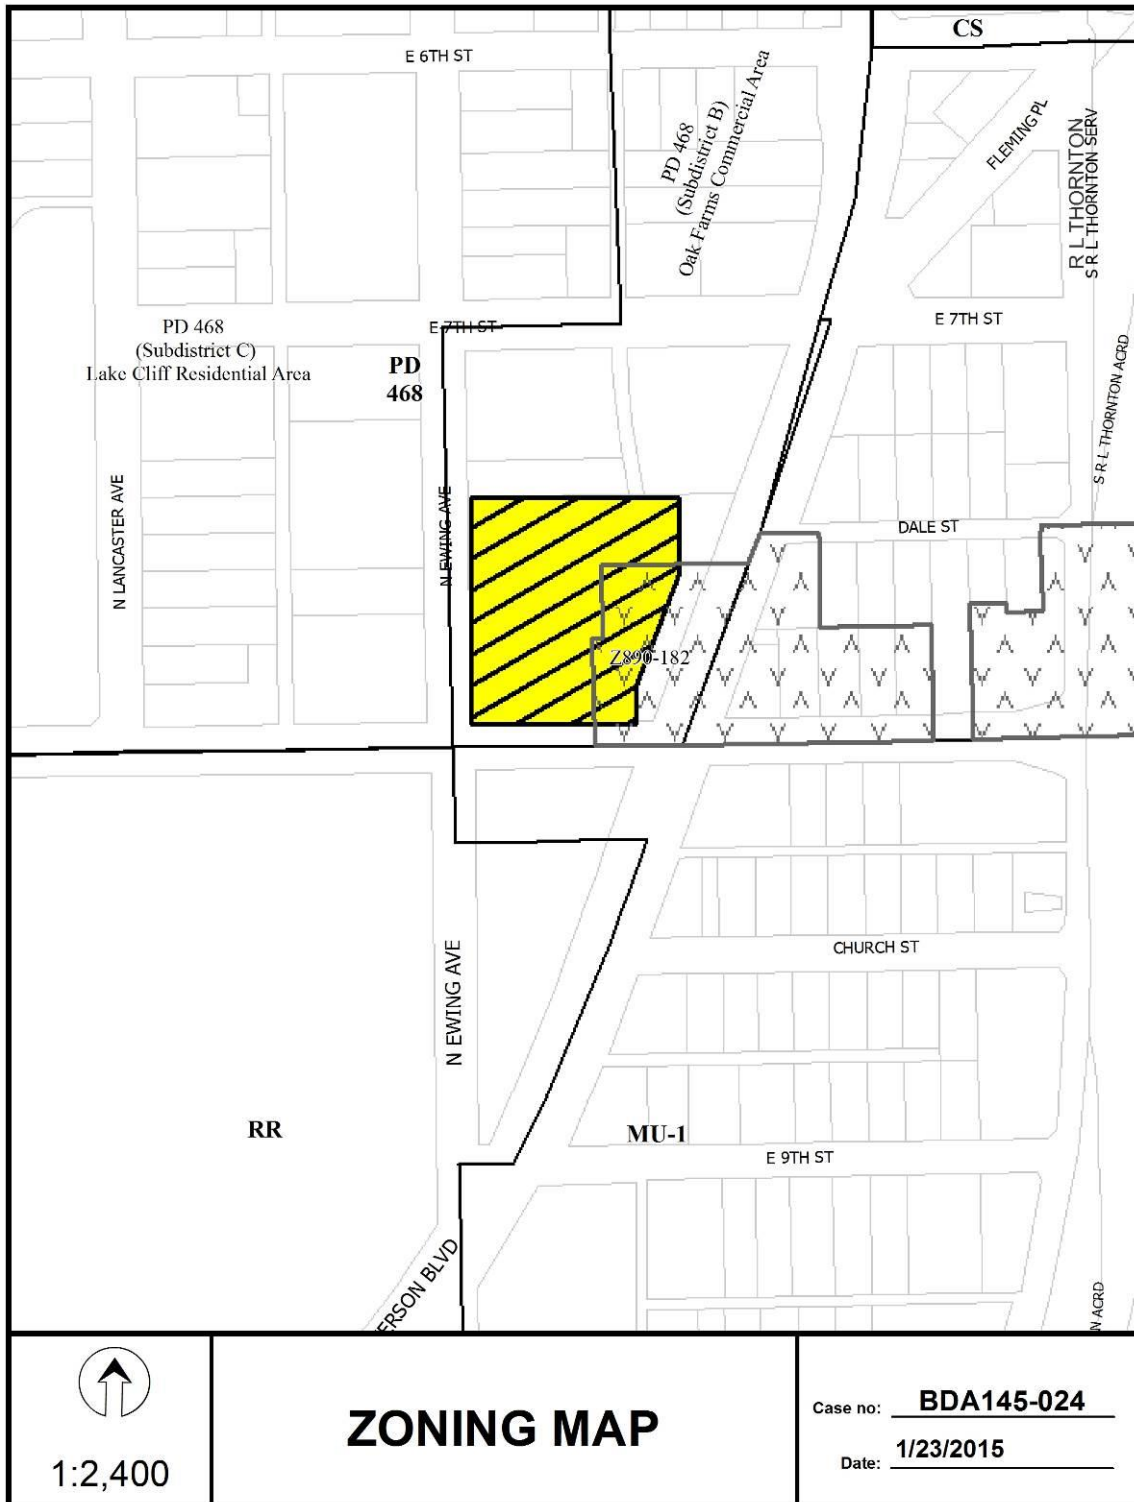 CS
E 6TH ST
PD 468
(Subdistrict B)
Oak Farms Commercial Area
FLEMING PL
R L THORNTON
S R L THORNTON SERV
E 7TH ST
E 7TH ST
PD 468
(Subdistrict C)
Lake Cliff Residential Area
PD
468
S R L THORNTON ACRD
N LANCASTER AVE
N EWING AVE
DALE ST
Z890-182
CHURCH ST
N EWING AVE
RR
MU-1
E 9TH ST
ERSON BLVD
N ACRD
1:2,400
ZONING MAP
Case no: BDA145-024
Date: 1/23/2015